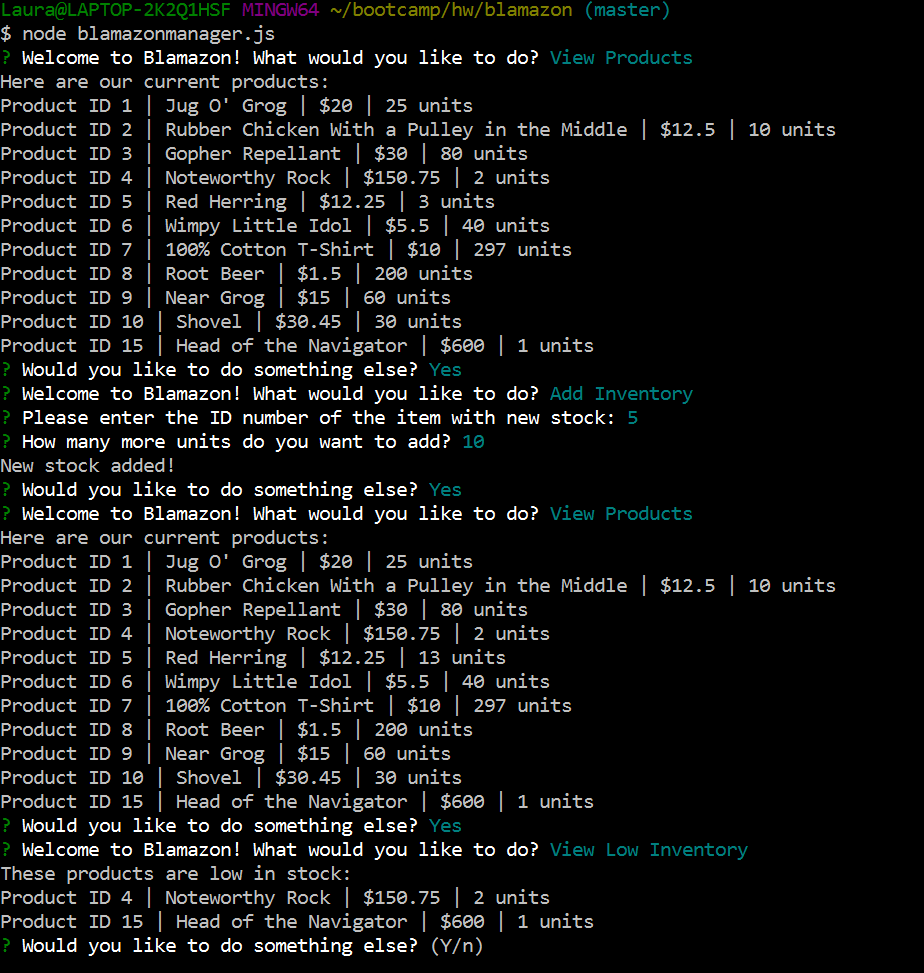 Laura@LAPTOP-2K2Q1HSF MINGW64 ~/bootcamp/hw/blamazon (master)
$ node blamazonmanager.js
? Welcome to Blamazon! What would you like to do? View Products
Here are our current products:
Product ID 1 | Jug O' Grog | $20 | 25 units
Product ID 2 | Rubber Chicken With a Pulley in the Middle | $12.5 | 10 units
Product ID 3 | Gopher Repellant | $30 | 80 units
Product ID 4 | Noteworthy Rock | $150.75 | 2 units
Product ID 5 | Red Herring | $12.25 | 3 units
Product ID 6 | Wimpy Little Idol | $5.5 | 40 units
Product ID 7 | 100% Cotton T-Shirt | $10 | 297 units
Product ID 8 | Root Beer | $1.5 | 200 units
Product ID 9 | Near Grog | $15 | 60 units
Product ID 10 | Shovel | $30.45 | 30 units
Product ID 15 | Head of the Navigator | $600 | 1 units
? Would you like to do something else? Yes
? Welcome to Blamazon! What would you like to do? Add Inventory
? Please enter the ID number of the item with new stock: 5
? How many more units do you want to add? 10
New stock added!
? Would you like to do something else? Yes
? Welcome to Blamazon! What would you like to do? View Products
Here are our current products:
Product ID 1 | Jug O' Grog | $20 | 25 units
Product ID 2 | Rubber Chicken With a Pulley in the Middle | $12.5 | 10 units
Product ID 3 | Gopher Repellant | $30 | 80 units
Product ID 4 | Noteworthy Rock | $150.75 | 2 units
Product ID 5 | Red Herring | $12.25 | 13 units
Product ID 6 | Wimpy Little Idol | $5.5 | 40 units
Product ID 7 | 100% Cotton T-Shirt | $10 | 297 units
Product ID 8 | Root Beer | $1.5 | 200 units
Product ID 9 | Near Grog | $15 | 60 units
Product ID 10 | Shovel | $30.45 | 30 units
Product ID 15 | Head of the Navigator | $600 | 1 units
? Would you like to do something else? Yes
? Welcome to Blamazon! What would you like to do? View Low Inventory
These products are low in stock:
Product ID 4 | Noteworthy Rock | $150.75 | 2 units
Product ID 15 | Head of the Navigator | $600 | 1 units
? Would you like to do something else? (Y/n)